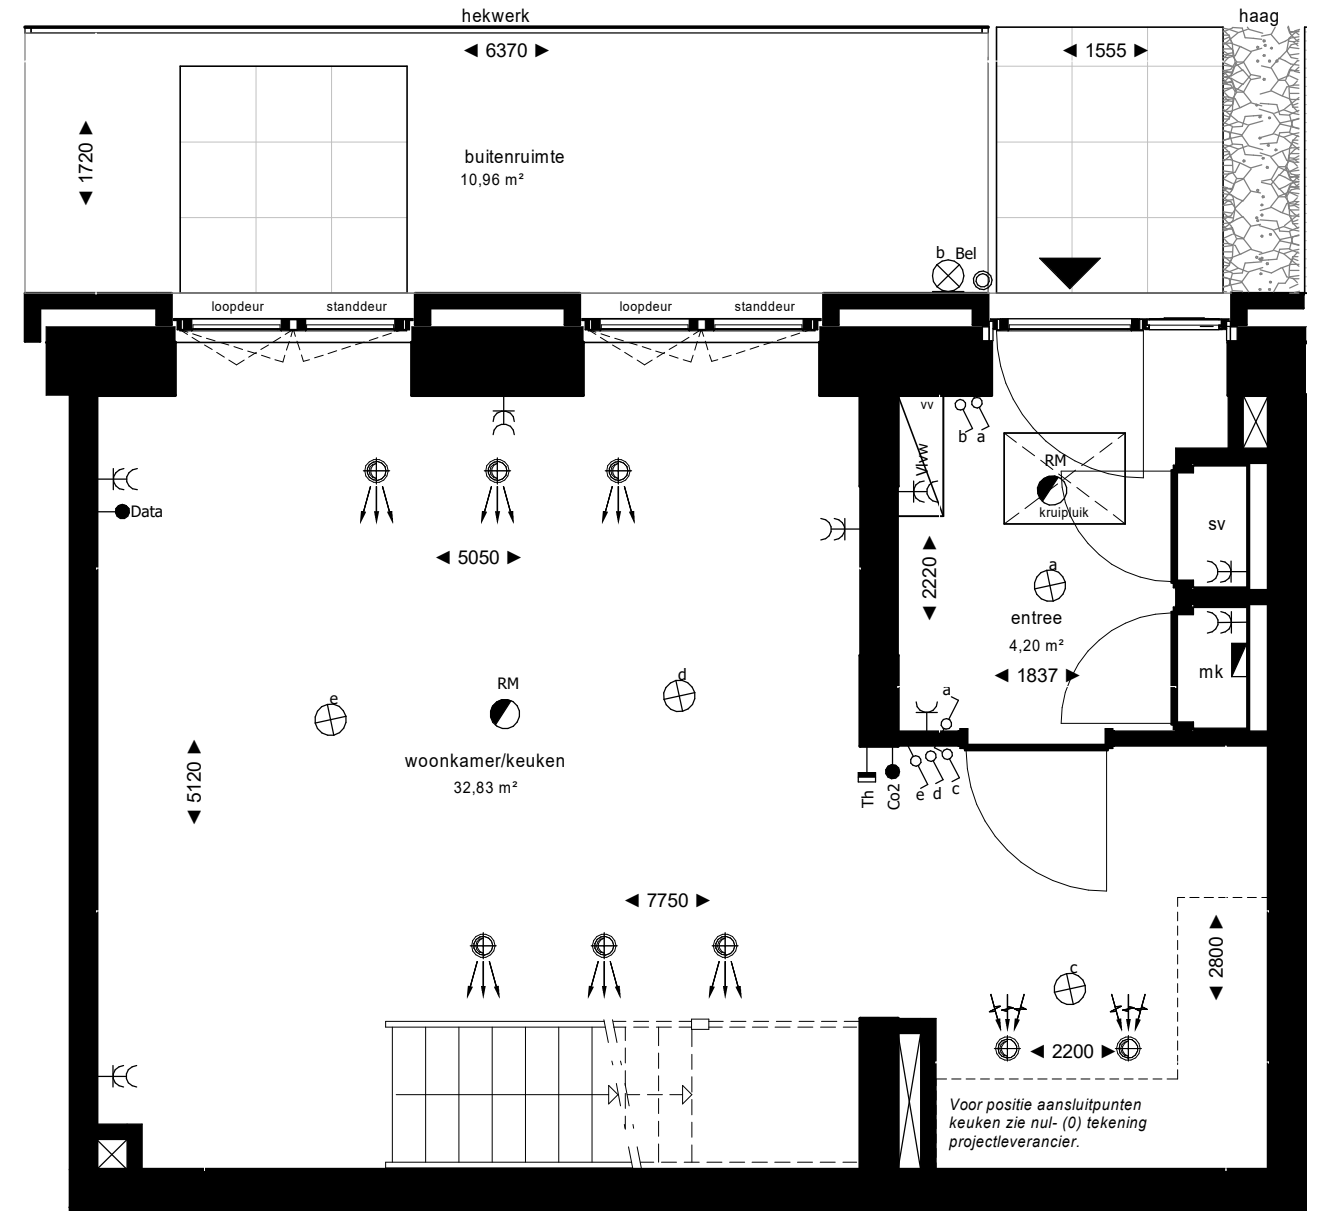 hekwerk
haag
6370
1555
1720
buitenruimte
10,96 m²
b Bel
loopdeur
standdeur
loopdeur
standdeur
vv
Vlvw
b a
RM
kruipluik
sv
Data
5050
2220
a
entree
4,20 m²
1837
mk
a
e
RM
d
woonkamer/keuken
32,83 m²
5120
Th
Co2
e d c
7750
2800
c
2200
Voor positie aansluitpunten
keuken zie nul- (0) tekening
projectleverancier.